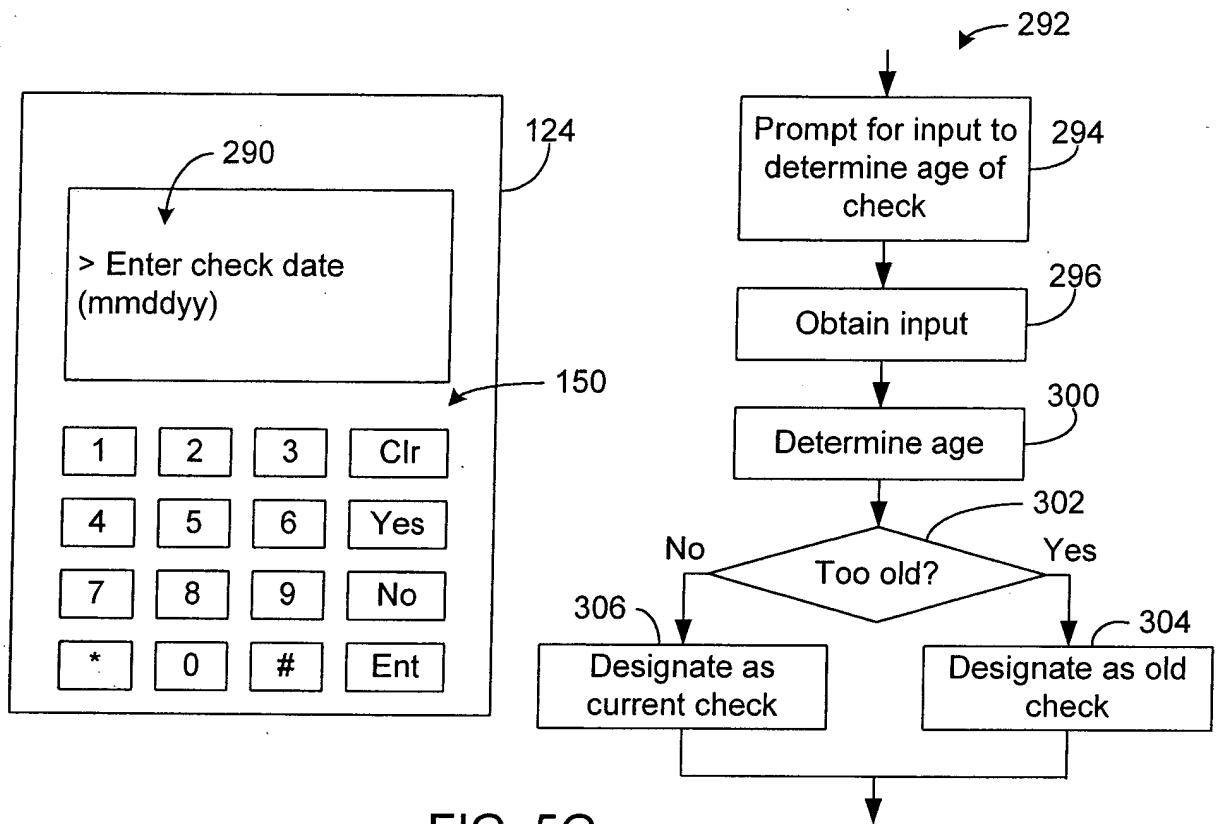 292
124
290
> Enter check date
(mmddyy)
150
1 2 3 Clr
4 5 6 Yes
7 8 9 No
* 0 # Ent
Prompt for input to
determine age of
check
294
Obtain input
296
Determine age
300
Too old?
302
No
Yes
306
Designate as
current check
304
Designate as old
check